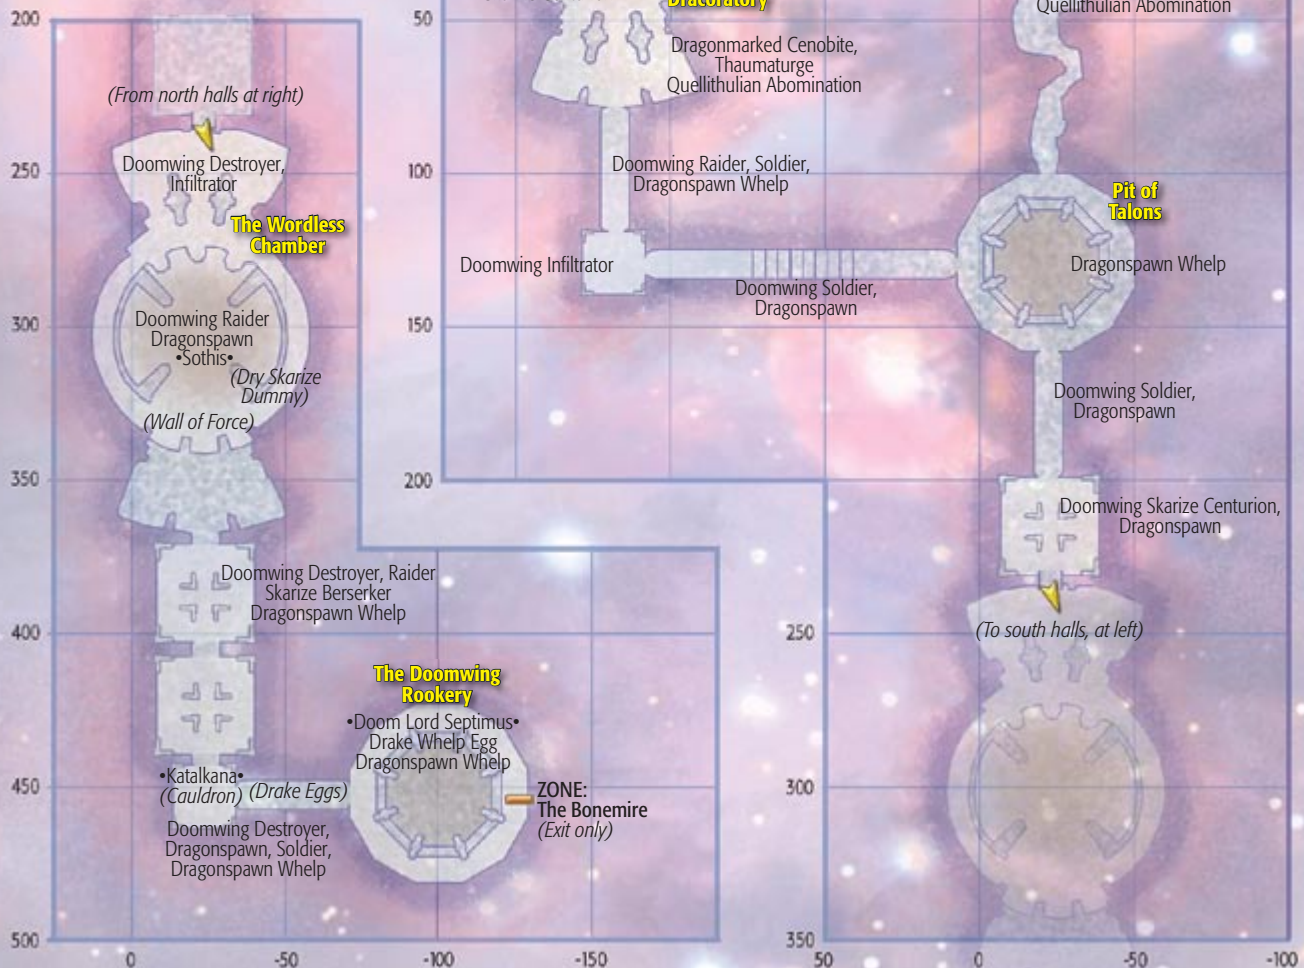 200
(From north halls at right)
Doomwing Destroyer,
Infiltrator
250
The Wordless
Chamber
300
Doomwing Raider
Dragonspawn
•Sothis•
(Dry Skarize
Dummy)
(Wall of Force)
350
Doomwing Destroyer, Raider
Skarize Berserker
Dragonspawn Whelp
400
The Doomwing
Rookery
•Doom Lord Septimus•
Drake Whelp Egg
Dragonspawn Whelp
450
•Katalkana•
(Cauldron)
(Drake Eggs)
ZONE:
The Bonemire
(Exit only)
Doomwing Destroyer,
Dragonspawn, Soldier,
Dragonspawn Whelp
500
0
-50
-100
-150
50
Dracoratory
Quellithulian Abomination
Dragonmarked Cenobite,
Thaumaturge
Quellithulian Abomination
100
Doomwing Raider, Soldier,
Dragonspawn Whelp
Pit of
Talons
Doomwing Infiltrator
Dragonspawn Whelp
Doomwing Soldier,
Dragonspawn
150
Doomwing Soldier,
Dragonspawn
200
Doomwing Skarize Centurion,
Dragonspawn
250
(To south halls, at left)
300
350
50
0
-50
-100